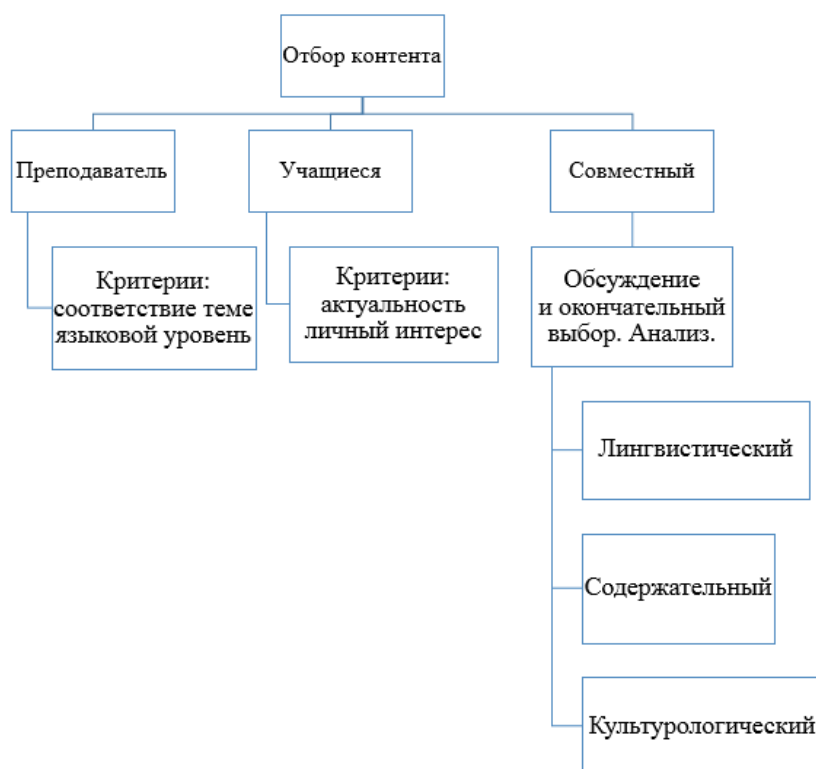 Отбор контента
Преподаватель
Учащиеся
Совместный
Критерии:
соответствие теме
языковой уровень
Критерии:
актуальность
личный интерес
Обсуждение
и окончательный
выбор. Анализ.
Лингвистический
Содержательный
Культурологический